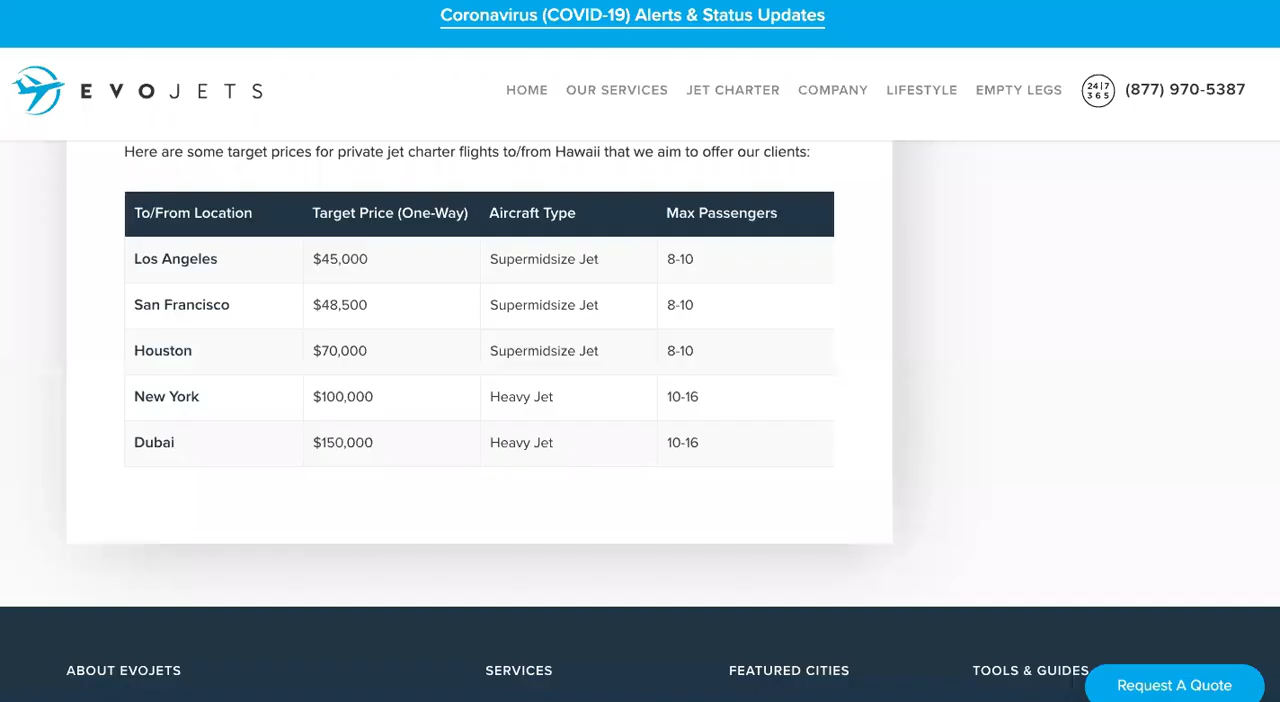 Coronavirus (COVID-19) Alerts & Status Updates
EVOJETS
HOME OUR SERVICES JET CHARTER COMPANY LIFESTYLE EMPTY LEGS 24|7 365 (877) 970-5387
Here are some target prices for private jet charter flights to/from Hawaii that we aim to offer our clients:
To/From Location Target Price (One-Way) Aircraft Type Max Passengers
Los Angeles $45,000 Supermidsize Jet 8-10
San Francisco $48,500 Supermidsize Jet 8-10
Houston $70,000 Supermidsize Jet 8-10
New York $100,000 Heavy Jet 10-16
Dubai $150,000 Heavy Jet 10-16
ABOUT EVOJETS SERVICES FEATURED CITIES TOOLS & GUIDES
Request A Quote